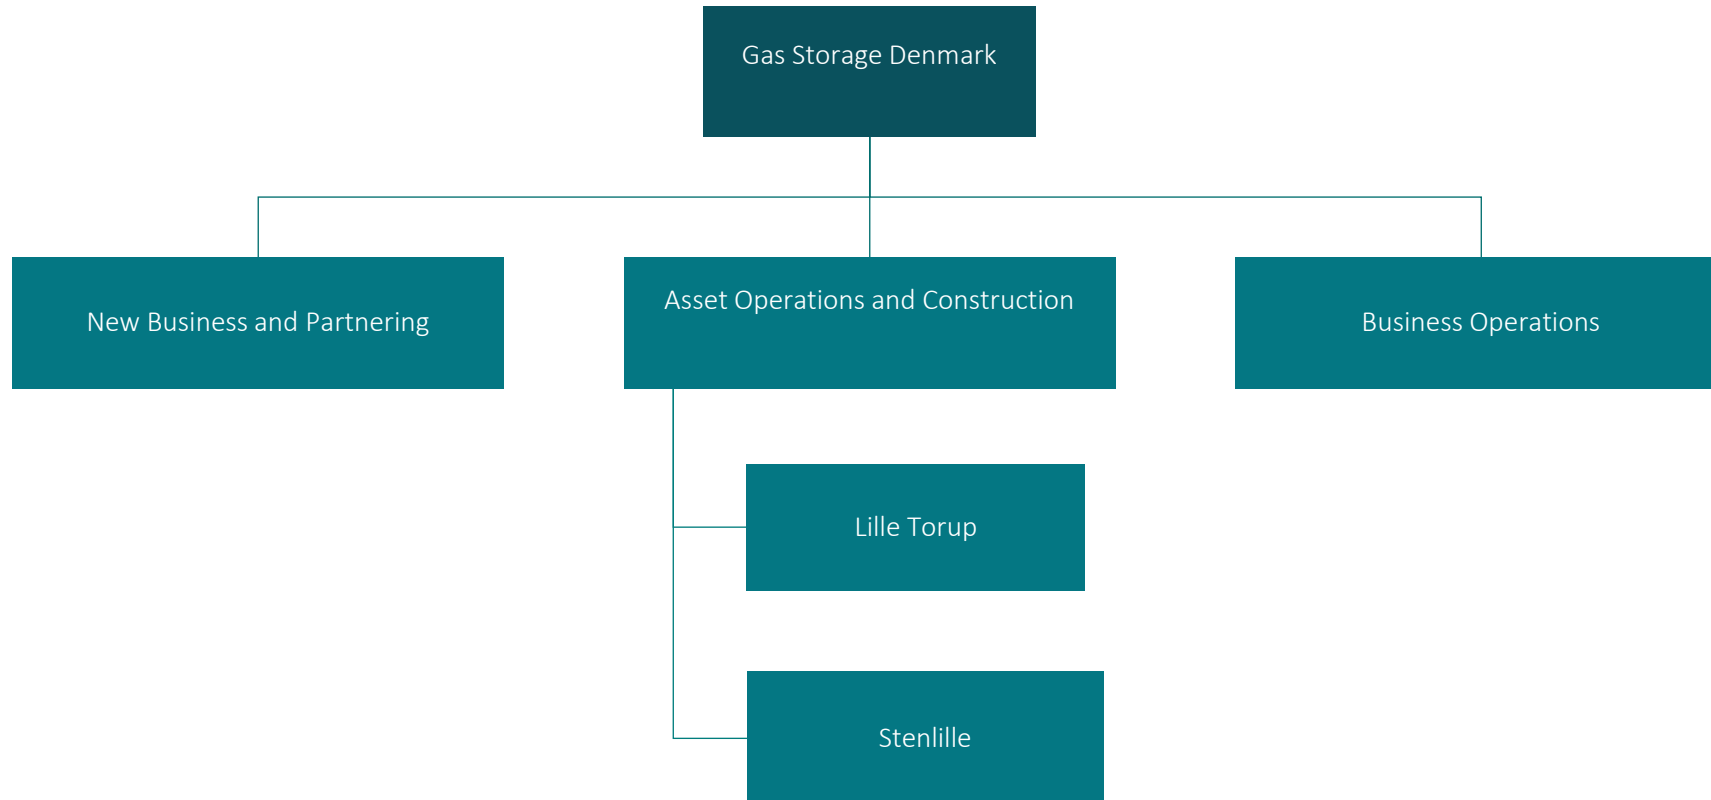 Gas Storage Denmark
New Business and Partnering
Asset Operations and Construction
Business Operations
Lille Torup
Stenlille